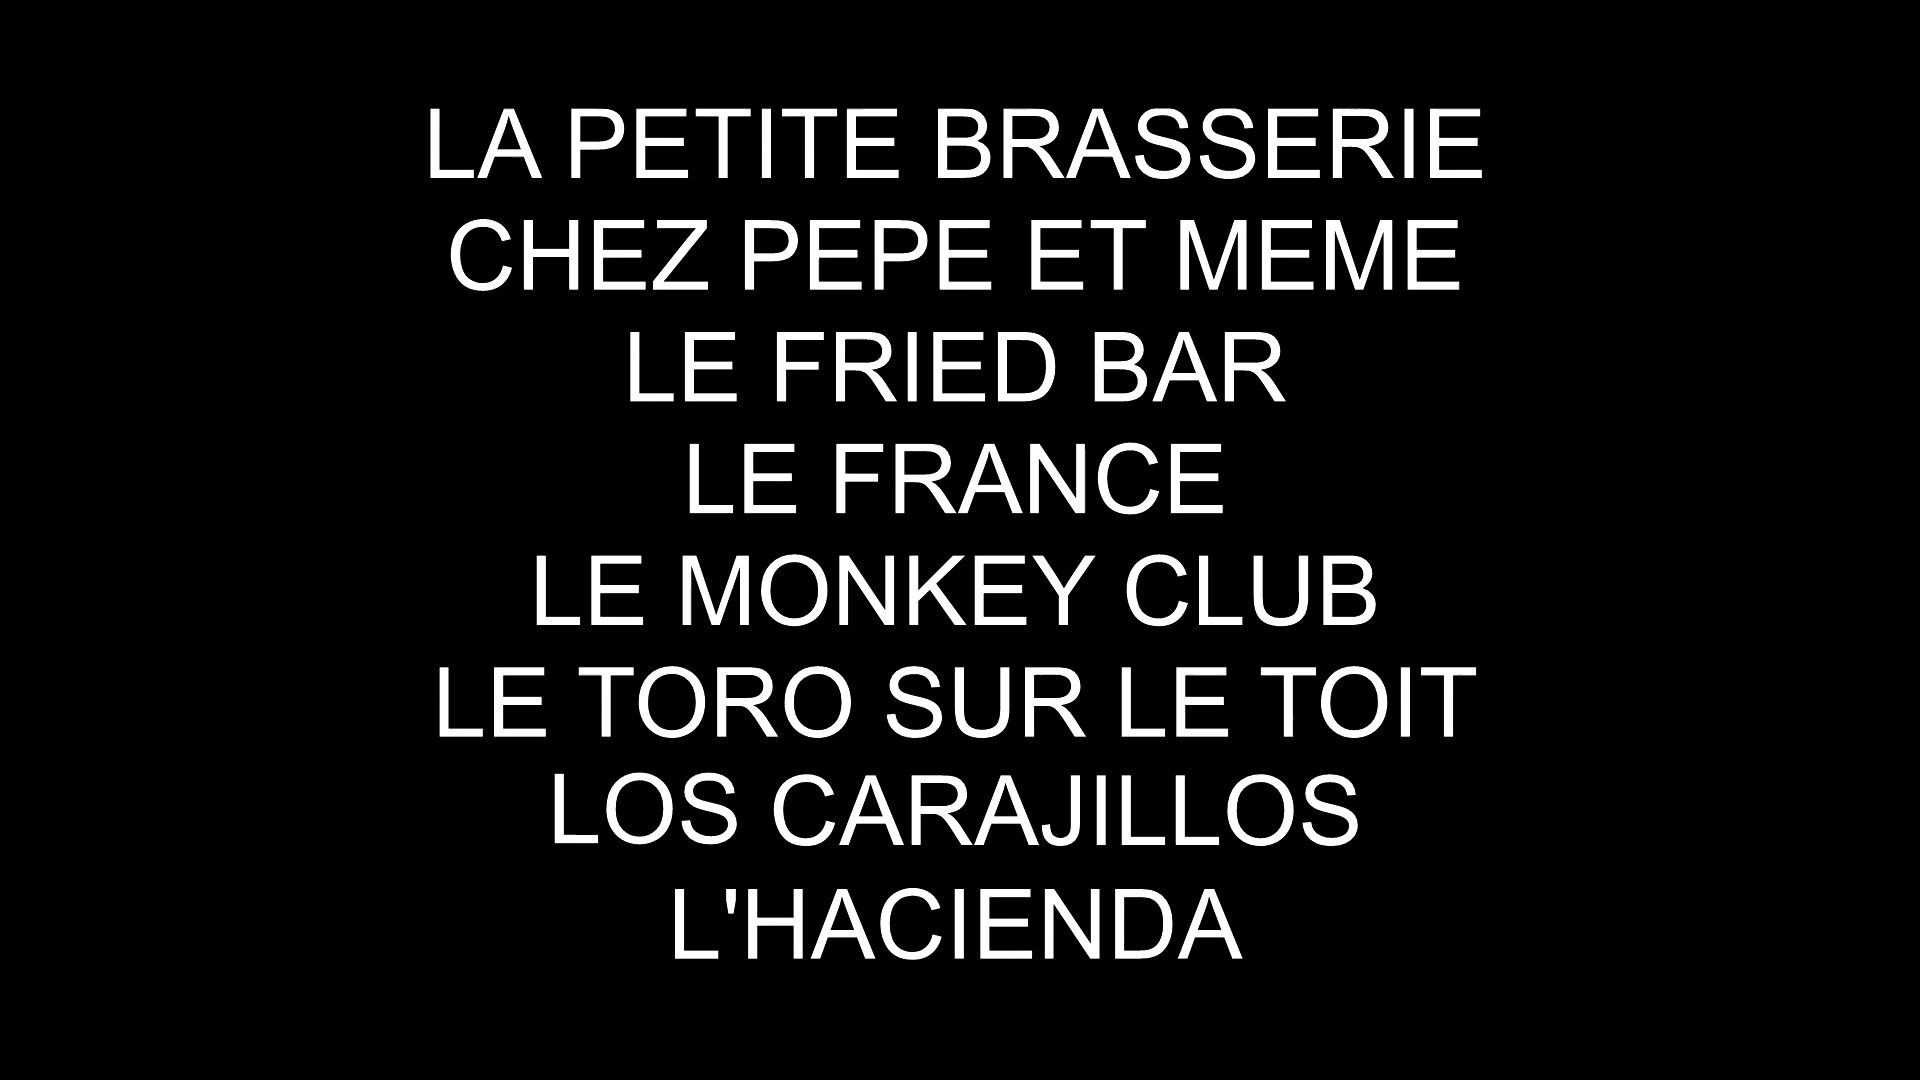 LA PETITE BRASSERIE
CHEZ PEPE ET MEME
LE FRIED BAR
LE FRANCE
LE MONKEY CLUB
LE TORO SUR LE TOIT
LOS CARAJILLOS
L'HACIENDA